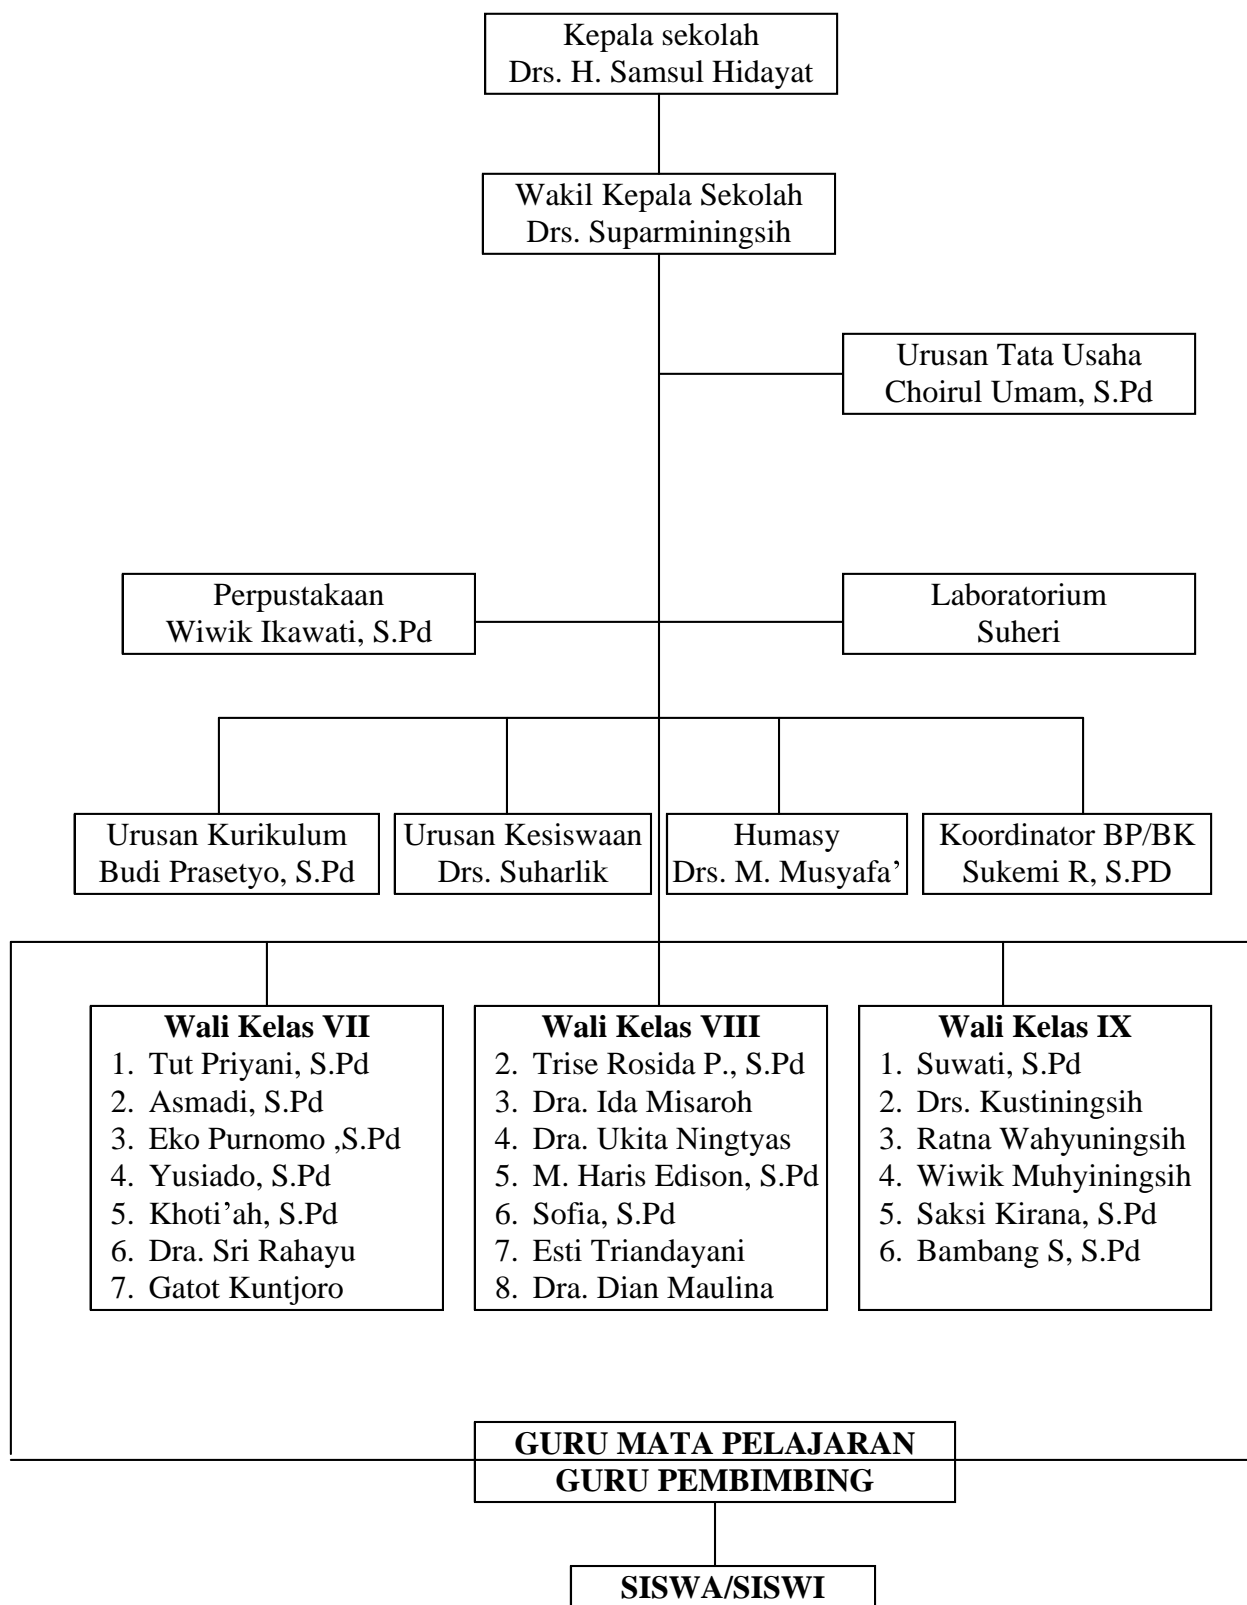 Kepala sekolah
Drs. H. Samsul Hidayat
Wakil Kepala Sekolah
Drs. Suparminingsih
Urusan Tata Usaha
Choirul Umam, S.Pd
Perpustakaan
Wiwik Ikawati, S.Pd
Laboratorium
Suheri
Urusan Kurikulum
Budi Prasetyo, S.Pd
Urusan Kesiswaan
Drs. Suharlik
Humasy
Drs. M. Musyafa’
Koordinator BP/BK
Sukemi R, S.PD
Wali Kelas VII
1. Tut Priyani, S.Pd
2. Asmadi, S.Pd
3. Eko Purnomo ,S.Pd
4. Yusiado, S.Pd
5. Khoti’ah, S.Pd
6. Dra. Sri Rahayu
7. Gatot Kuntjoro
Wali Kelas VIII
2. Trise Rosida P., S.Pd
3. Dra. Ida Misaroh
4. Dra. Ukita Ningtyas
5. M. Haris Edison, S.Pd
6. Sofia, S.Pd
7. Esti Triandayani
8. Dra. Dian Maulina
Wali Kelas IX
1. Suwati, S.Pd
2. Drs. Kustiningsih
3. Ratna Wahyuningsih
4. Wiwik Muhyiningsih
5. Saksi Kirana, S.Pd
6. Bambang S, S.Pd
GURU MATA PELAJARAN
GURU PEMBIMBING
SISWA/SISWI